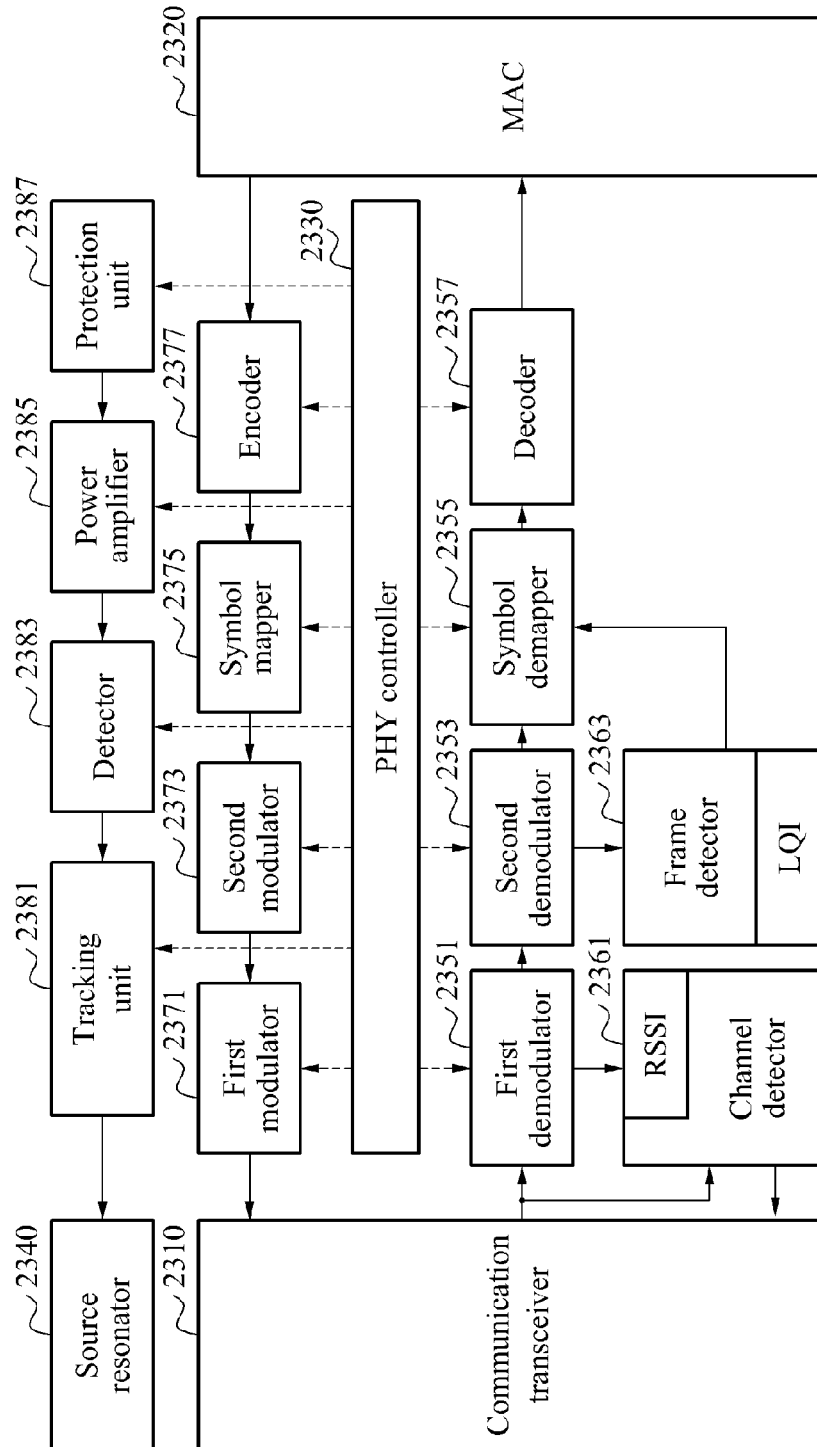 2340
Source
resonator
2381
Tracking
unit
2383
Detector
2385
Power
amplifier
2387
Protection
unit
2310
Communication
transceiver
2371
First
modulator
2373
Second
modulator
2375
Symbol
mapper
2377
Encoder
2320
MAC
2330
PHY controller
2351
First
demodulator
2353
Second
demodulator
2355
Symbol
demapper
2357
Decoder
2361
RSSI
Channel
detector
2363
Frame
detector
LQI